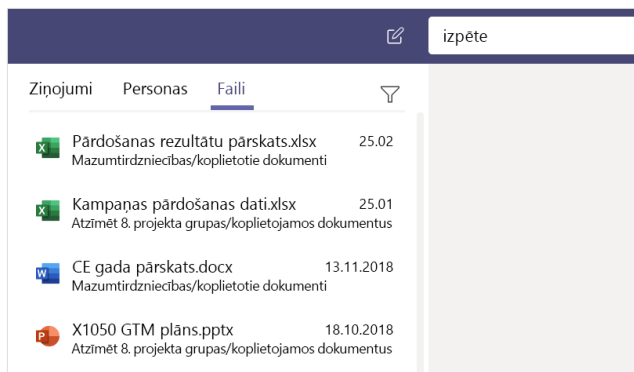 izpēte
Ziņojumi Personas Faili
Pārdošanas rezultātu pārskats.xlsx 25.02
Mazumtirdzniecības/koplietotie dokumenti
Kampaņas pārdošanas dati.xlsx 25.01
Atzīmēt 8. projekta grupas/koplietojamos dokumentus
CE gada pārskats.docx 13.11.2018
Mazumtirdzniecības/koplietotie dokumenti
X1050 GTM plāns.pptx 18.10.2018
Atzīmēt 8. projekta grupas/koplietojamos dokumentus